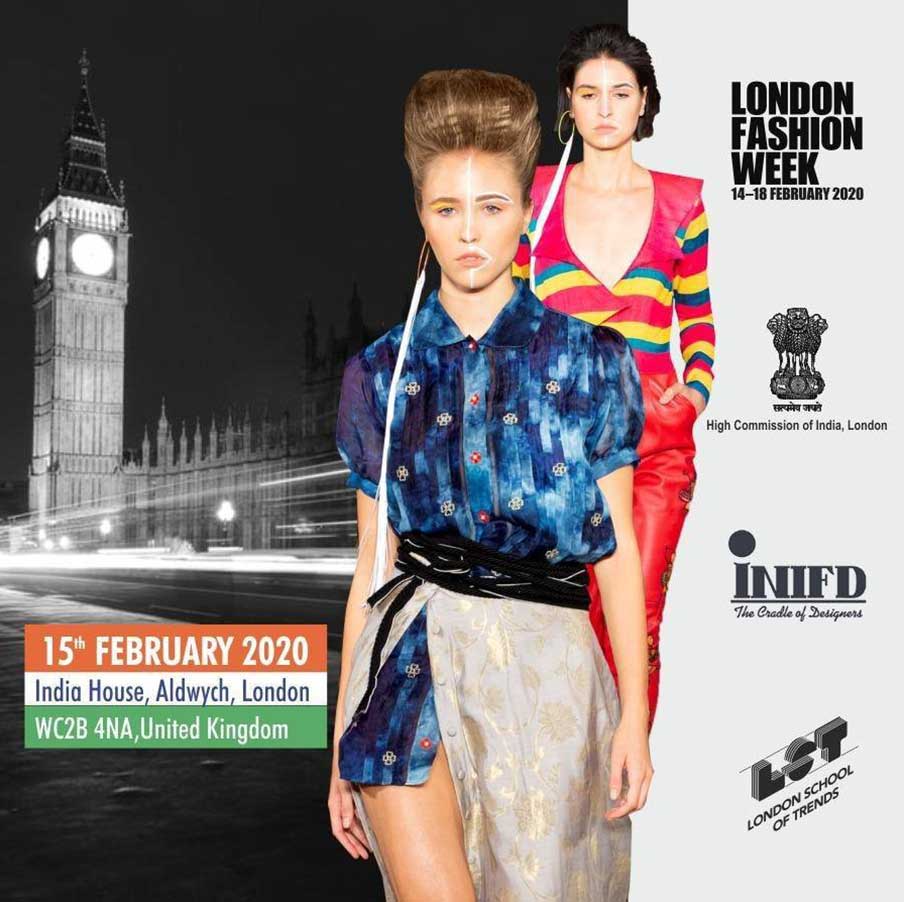 LONDON
FASHION
WEEK
14–18 FEBRUARY 2020
सत्यमेव जयते
High Commission of India, London
iNIFD
The Cradle of Designers
15th FEBRUARY 2020
India House, Aldwych, London
WC2B 4NA,United Kingdom
LST
LONDON SCHOOL
OF TRENDS